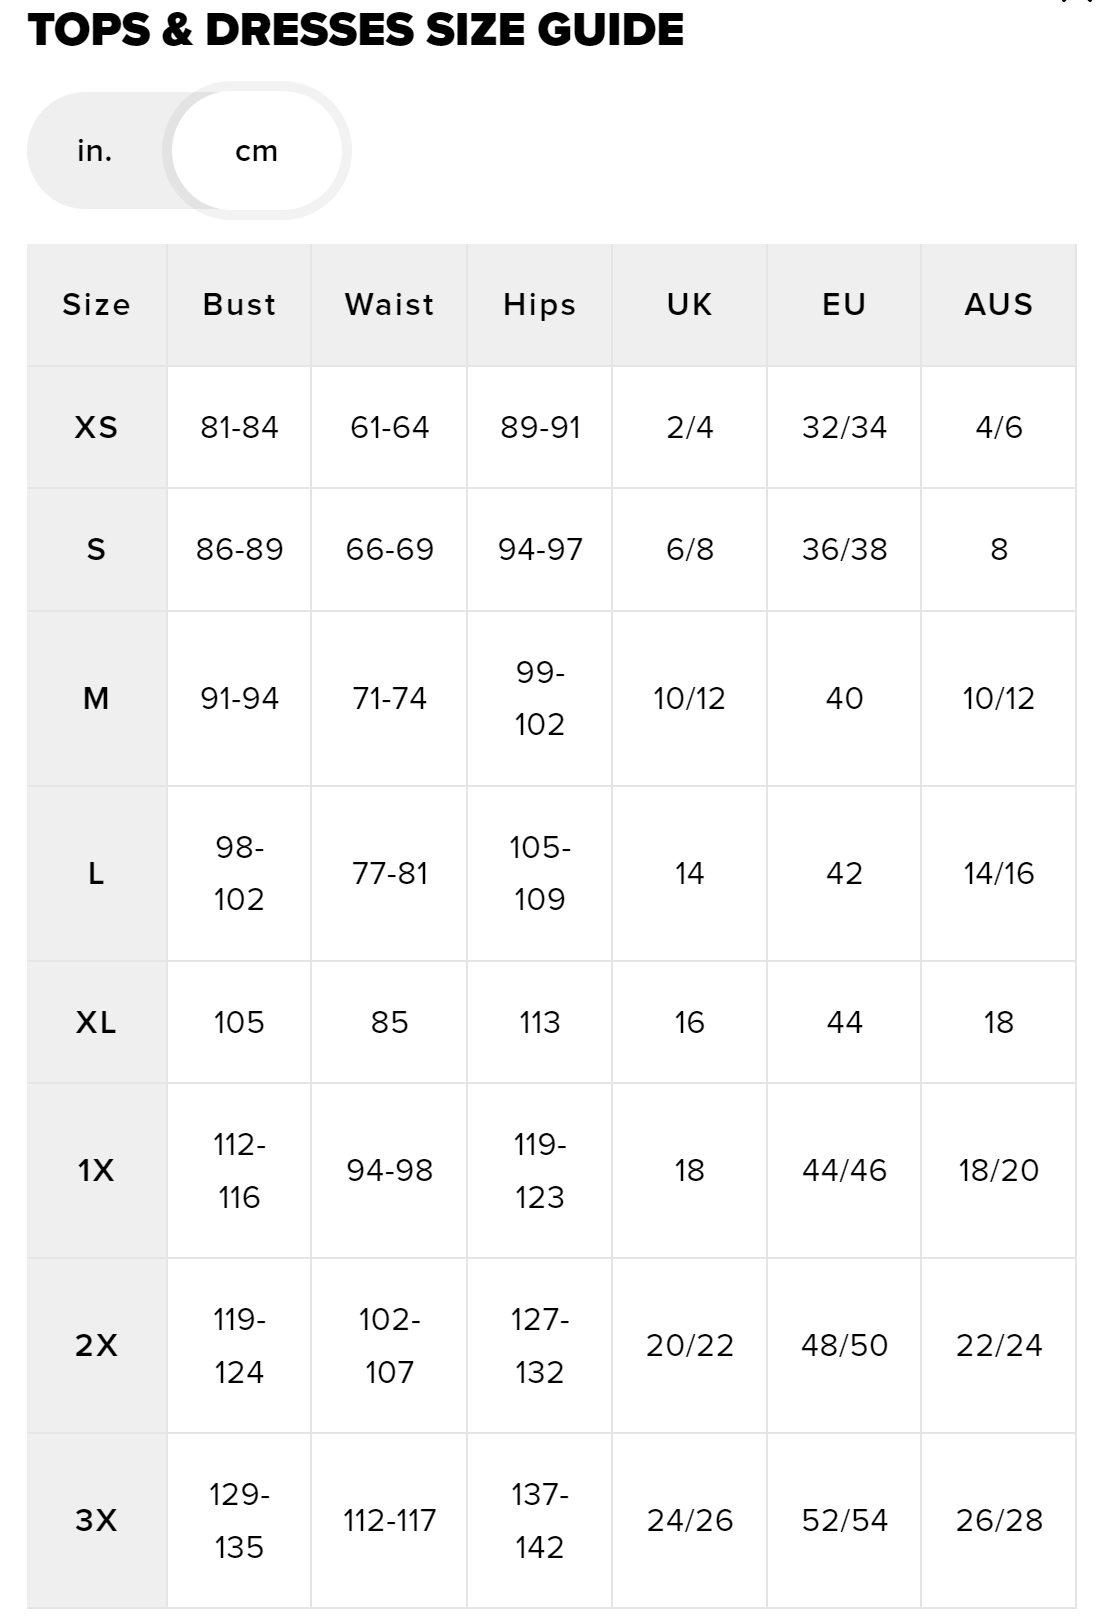 TOPS & DRESSES SIZE GUIDE
in. cm
Size Bust Waist Hips UK EU AUS
XS 81-84 61-64 89-91 2/4 32/34 4/6
S 86-89 66-69 94-97 6/8 36/38 8
M 91-94 71-74 99-102 10/12 40 10/12
L 98-102 77-81 105-109 14 42 14/16
XL 105 85 113 16 44 18
1X 112-116 94-98 119-123 18 44/46 18/20
2X 119-124 102-107 127-132 20/22 48/50 22/24
3X 129-135 112-117 137-142 24/26 52/54 26/28